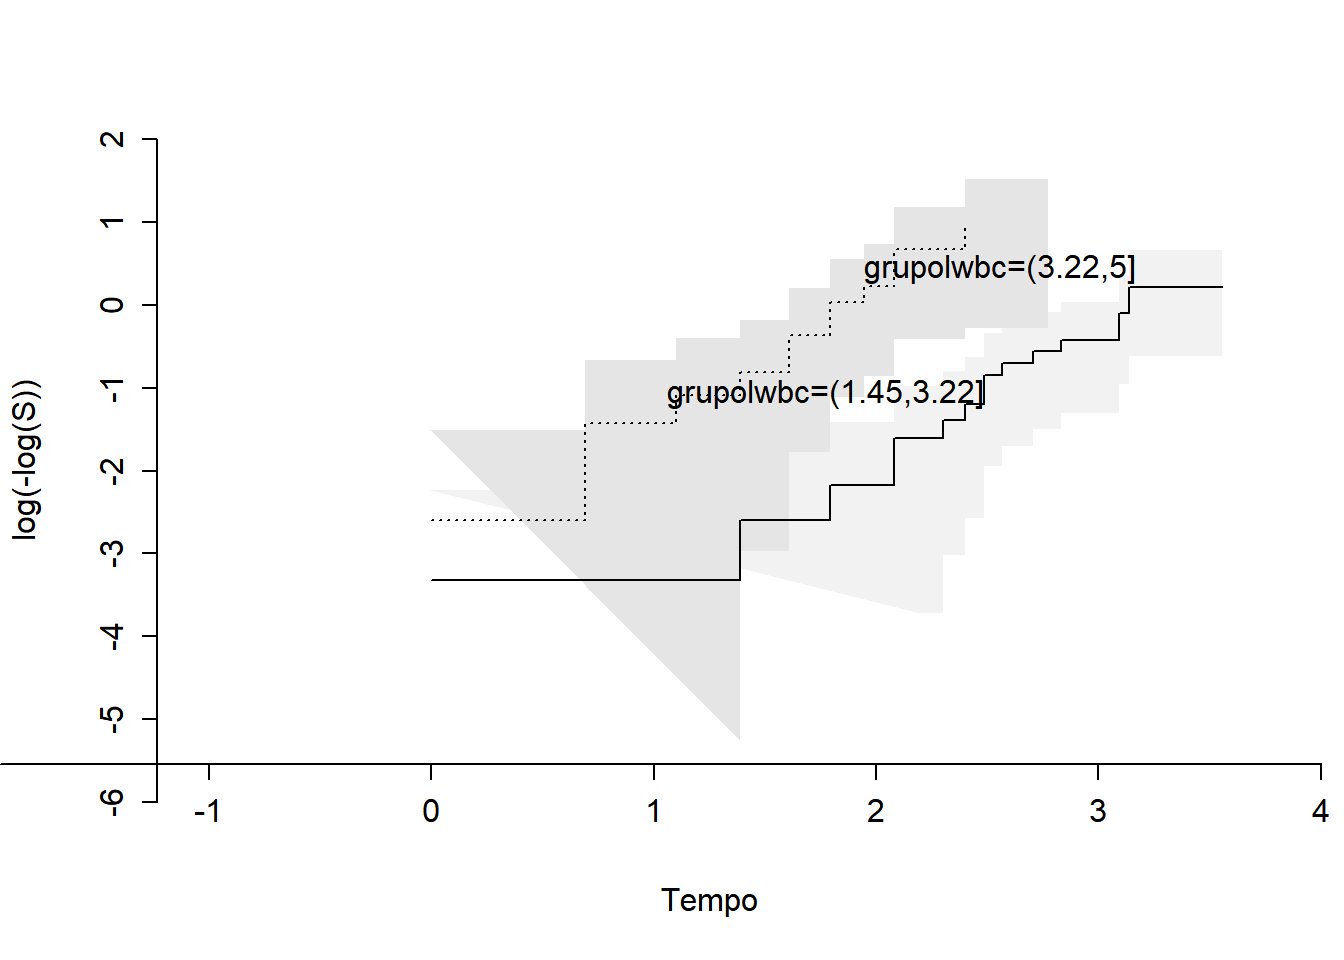 log(-log(S))
2
1
0
-1
-2
-3
-4
-5
-6
grupolwbc=(3.22,5]
grupolwbc=(1.45,3.22]
-1 0 1 2 3 4
Tempo